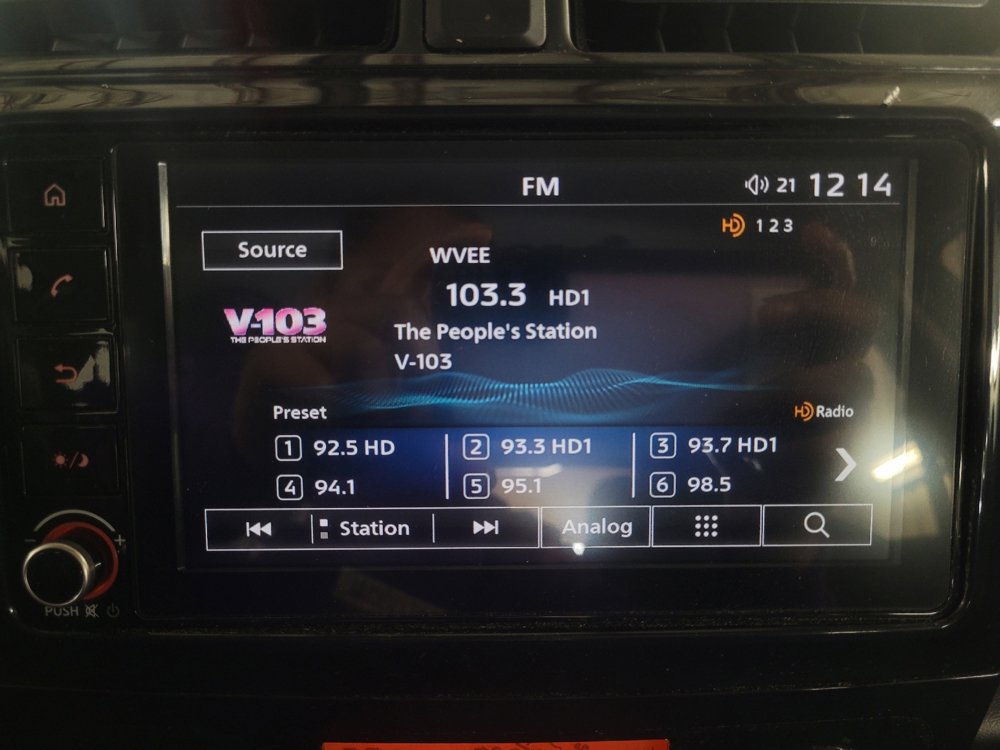 FM
21 12 14
HD 1 2 3
Source
WVEE
103.3 HD1
V-103
THE PEOPLE'S STATION
The People's Station
V-103
Preset
HD Radio
1 92.5 HD
2 93.3 HD1
3 93.7 HD1
4 94.1
5 95.1
6 98.5
Station
Analog
- +
PUSH